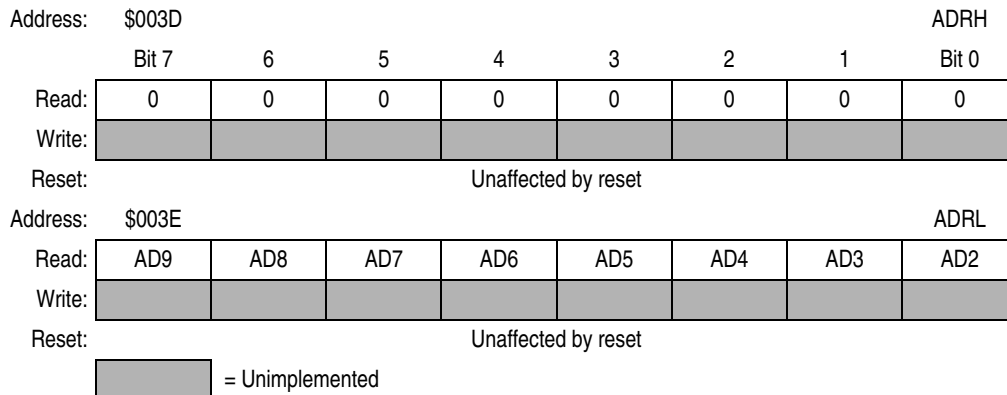 Address: $003D ADRH
Bit 7 6 5 4 3 2 1 Bit 0
Read: 0 0 0 0 0 0 0 0
Write:
Reset: Unaffected by reset
Address: $003E ADRL
Read: AD9 AD8 AD7 AD6 AD5 AD4 AD3 AD2
Write:
Reset: Unaffected by reset
= Unimplemented